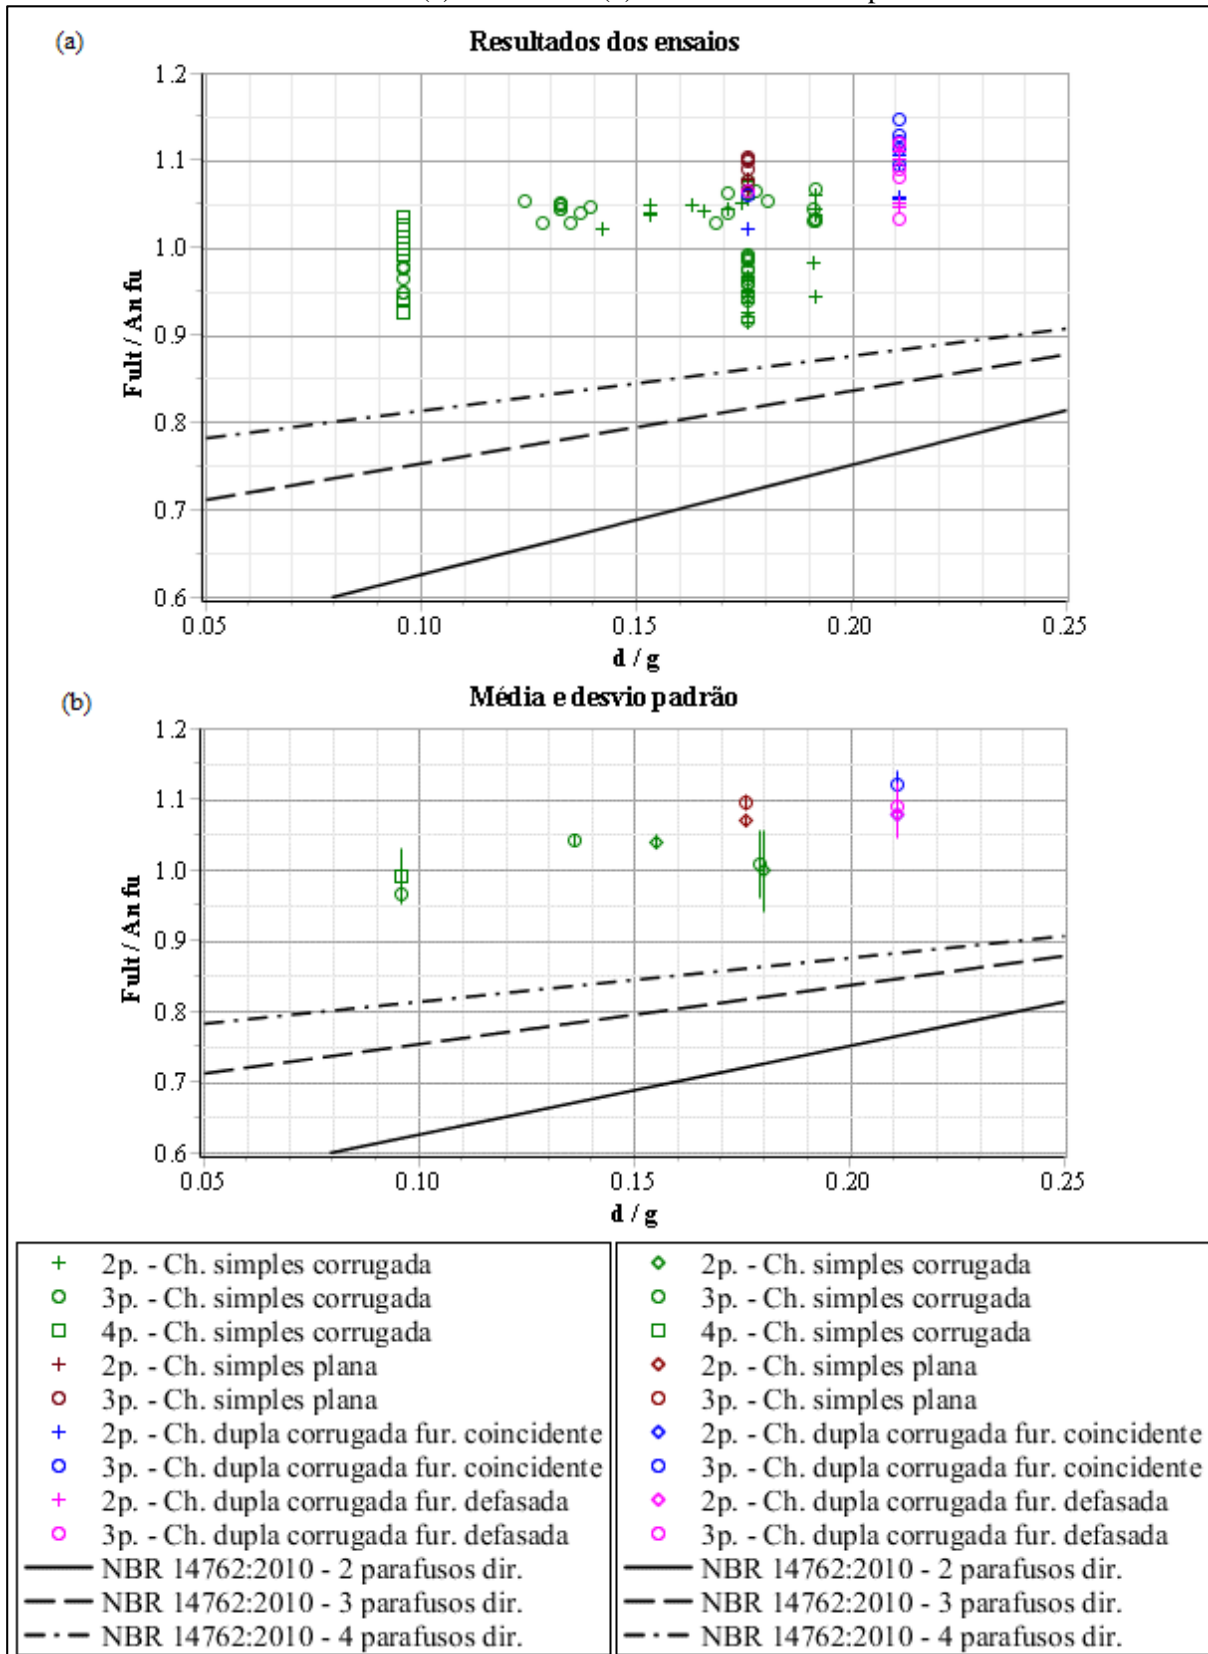 (a)
Resultados dos ensaios
1.2
1.1
1.0
0.9
0.8
0.7
0.6
Fult / An fu
0.05 0.10 0.15 0.20 0.25
d / g
(b)
Média e desvio padrão
1.2
1.1
1.0
0.9
0.8
0.7
0.6
Fult / An fu
0.05 0.10 0.15 0.20 0.25
d / g
2p. - Ch. simples corrugada
3p. - Ch. simples corrugada
4p. - Ch. simples corrugada
2p. - Ch. simples plana
3p. - Ch. simples plana
2p. - Ch. dupla corrugada fur. coincidente
3p. - Ch. dupla corrugada fur. coincidente
2p. - Ch. dupla corrugada fur. defasada
3p. - Ch. dupla corrugada fur. defasada
NBR 14762:2010 - 2 parafusos dir.
NBR 14762:2010 - 3 parafusos dir.
NBR 14762:2010 - 4 parafusos dir.
2p. - Ch. simples corrugada
3p. - Ch. simples corrugada
4p. - Ch. simples corrugada
2p. - Ch. simples plana
3p. - Ch. simples plana
2p. - Ch. dupla corrugada fur. coincidente
3p. - Ch. dupla corrugada fur. coincidente
2p. - Ch. dupla corrugada fur. defasada
3p. - Ch. dupla corrugada fur. defasada
NBR 14762:2010 - 2 parafusos dir.
NBR 14762:2010 - 3 parafusos dir.
NBR 14762:2010 - 4 parafusos dir.